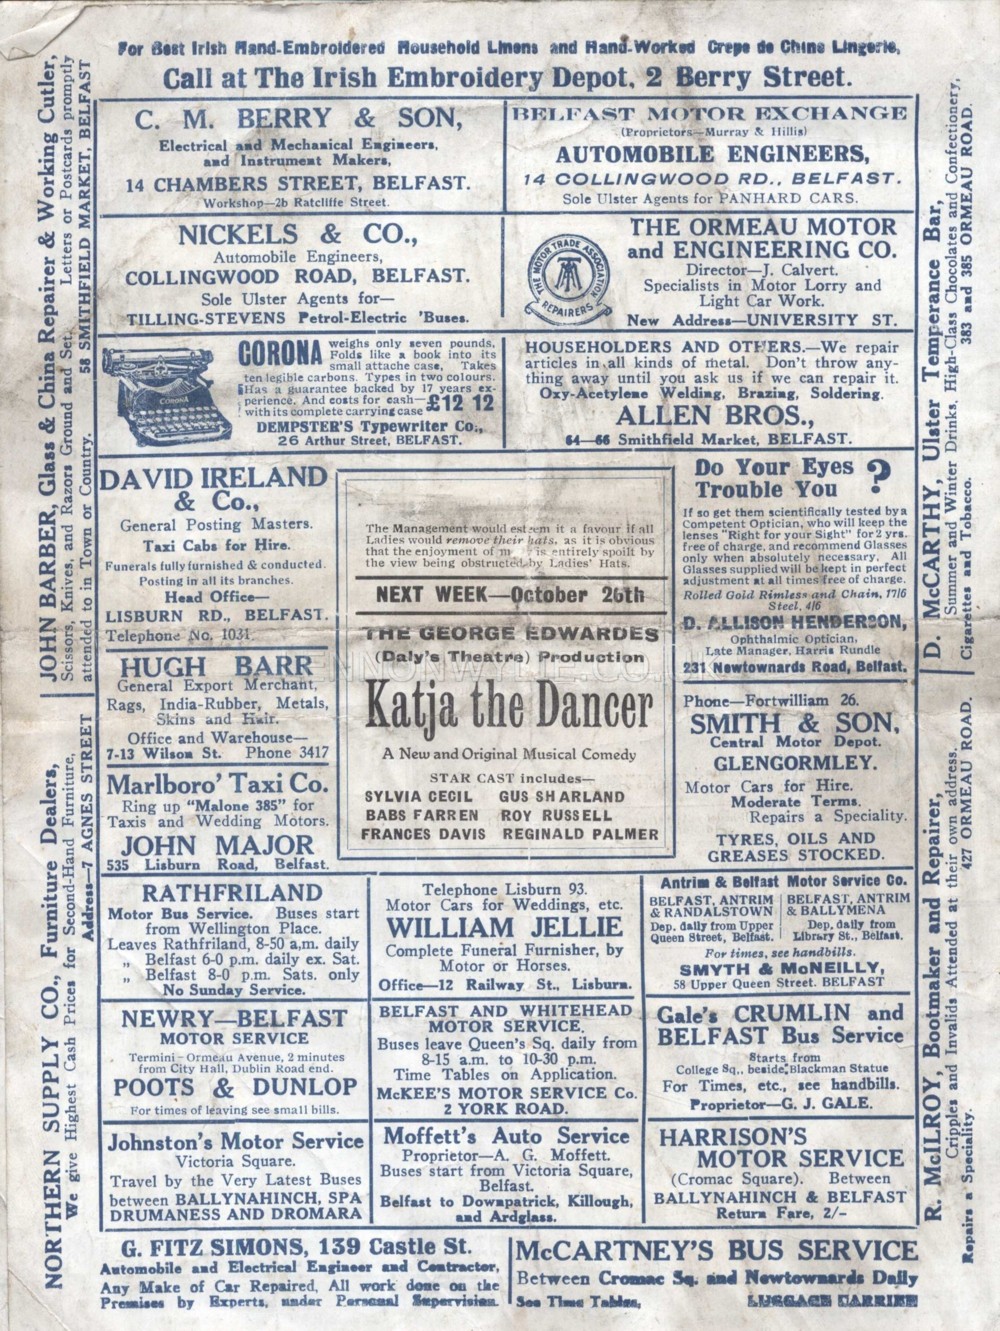 For Best Irish Hand-Embroidered Household Linens and Hand-Worked Crepe de Chine Lingerie,
Call at The Irish Embroidery Depot, 2 Berry Street.
JOHN BARBER, Glass & China Repairer & Working Cutler,
Scissors, Knives, and Razors Ground and Set. Letters or Postcards promptly
attended to in Town or Country. 58 SMITHFIELD MARKET, BELFAST
C. M. BERRY & SON,
Electrical and Mechanical Engineers,
and Instrument Makers,
14 CHAMBERS STREET, BELFAST.
Workshop—2b Ratcliffe Street.
BELFAST MOTOR EXCHANGE
(Proprietors—Murray & Hillis)
AUTOMOBILE ENGINEERS,
14 COLLINGWOOD RD., BELFAST.
Sole Ulster Agents for PANHARD CARS.
NICKELS & CO.,
Automobile Engineers,
COLLINGWOOD ROAD, BELFAST.
Sole Ulster Agents for—
TILLING-STEVENS Petrol-Electric 'Buses.
THE MOTOR TRADE ASSOCIATION
REPAIRERS
THE ORMEAU MOTOR
and ENGINEERING CO.
Director—J. Calvert.
Specialists in Motor Lorry and
Light Car Work.
New Address—UNIVERSITY ST.
CORONA
CORONA weighs only seven pounds,
Folds like a book into its
small attache case, Takes
ten legible carbons. Types in two colours.
Has a guarantee backed by 17 years ex-
perience. And costs for cash—
with its complete carrying case £12 12
DEMPSTER'S Typewriter Co.,
26 Arthur Street, BELFAST.
HOUSEHOLDERS AND OTHERS.—We repair
articles in all kinds of metal. Don't throw any-
thing away until you ask us if we can repair it.
Oxy-Acetylene Welding, Brazing, Soldering.
ALLEN BROS.,
64—66 Smithfield Market, BELFAST.
D. McCARTHY, Ulster Temperance Bar,
Summer and Winter Drinks, High-Class Chocolates and Confectionery,
Cigarettes and Tobacco. 383 and 385 ORMEAU ROAD.
DAVID IRELAND
& Co.,
General Posting Masters.
Taxi Cabs for Hire.
Funerals fully furnished & conducted.
Posting in all its branches.
Head Office—
LISBURN RD., BELFAST.
Telephone No. 1031.
HUGH BARR
General Export Merchant,
Rags, India-Rubber, Metals,
Skins and Hair.
Office and Warehouse—
7-13 Wilson St. Phone 3417
Marlboro' Taxi Co.
Ring up "Malone 385" for
Taxis and Wedding Motors.
JOHN MAJOR
535 Lisburn Road, Belfast.
The Management would esteem it a favour if all
Ladies would remove their hats, as it is obvious
that the enjoyment of is entirely spoilt by
the view being obstructed by Ladies' Hats.
NEXT WEEK—October 26th
THE GEORGE EDWARDES
(Daly's Theatre) Production
Katja the Dancer
A New and Original Musical Comedy
STAR CAST includes—
SYLVIA CECIL GUS SHARLAND
BABS FARREN ROY RUSSELL
FRANCES DAVIS REGINALD PALMER
Do Your Eyes
Trouble You ?
If so get them scientifically tested by a
Competent Optician, who will keep the
lenses "Right for your Sight" for 2 yrs.
free of charge, and recommend Glasses
only when absolutely necessary. All
Glasses supplied will be kept in perfect
adjustment at all times free of charge.
Rolled Gold Rimless and Chain, 17/6
Steel, 4/6
D. ALLISON HENDERSON,
Ophthalmic Optician,
Late Manager, Harris Rundle
231 Newtownards Road, Belfast.
Phone—Fortwilliam 26.
SMITH & SON,
Central Motor Depot.
GLENGORMLEY.
Motor Cars for Hire.
Moderate Terms.
Repairs a Speciality.
TYRES, OILS AND
GREASES STOCKED.
NORTHERN SUPPLY CO., Furniture Dealers,
We give Highest Cash Prices for Second-Hand Furniture,
Address—7 AGNES STREET
RATHFRILAND
Motor Bus Service. Buses start
from Wellington Place.
Leaves Rathfriland, 8-50 a.m. daily
„ Belfast 6-0 p.m. daily ex. Sat.
„ Belfast 8-0 p.m. Sats. only
No Sunday Service.
Telephone Lisburn 93.
Motor Cars for Weddings, etc.
WILLIAM JELLIE
Complete Funeral Furnisher, by
Motor or Horses.
Office—12 Railway St., Lisburn.
Antrim & Belfast Motor Service Co.
BELFAST, ANTRIM
& RANDALSTOWN
Dep. daily from Upper
Queen Street, Belfast.
BELFAST, ANTRIM
& BALLYMENA
Dep. daily from
Library St., Belfast.
For times, see handbills.
SMYTH & McNEILLY,
58 Upper Queen Street. BELFAST
NEWRY—BELFAST
MOTOR SERVICE
Termini—Ormeau Avenue, 2 minutes
from City Hall, Dublin Road end.
POOTS & DUNLOP
For times of leaving see small bills.
BELFAST AND WHITEHEAD
MOTOR SERVICE.
Buses leave Queen's Sq. daily from
8-15 a.m. to 10-30 p.m.
Time Tables on Application.
McKEE'S MOTOR SERVICE Co.
2 YORK ROAD.
Gale's CRUMLIN and
BELFAST Bus Service
Starts from
College Sq., beside Blackman Statue
For Times, etc., see handbills.
Proprietor—G. J. GALE.
Johnston's Motor Service
Victoria Square.
Travel by the Very Latest Buses
between BALLYNAHINCH, SPA
DRUMANESS AND DROMARA
Moffett's Auto Service
Proprietor—A. G. Moffett.
Buses start from Victoria Square,
Belfast.
Belfast to Downpatrick, Killough,
and Ardglass.
HARRISON'S
MOTOR SERVICE
(Cromac Square). Between
BALLYNAHINCH & BELFAST
Return Fare, 2/-
R. McILROY, Bootmaker and Repairer,
Cripples and Invalids Attended at their own address.
Repairs a Speciality. 427 ORMEAU ROAD.
G. FITZ SIMONS, 139 Castle St.
Automobile and Electrical Engineer and Contractor,
Any Make of Car Repaired, All work done on the
Premises by Experts, under Personal Supervision.
McCARTNEY'S BUS SERVICE
Between Cromac Sq. and Newtownards Daily
See Time Tables, LUGGAGE CARRIED